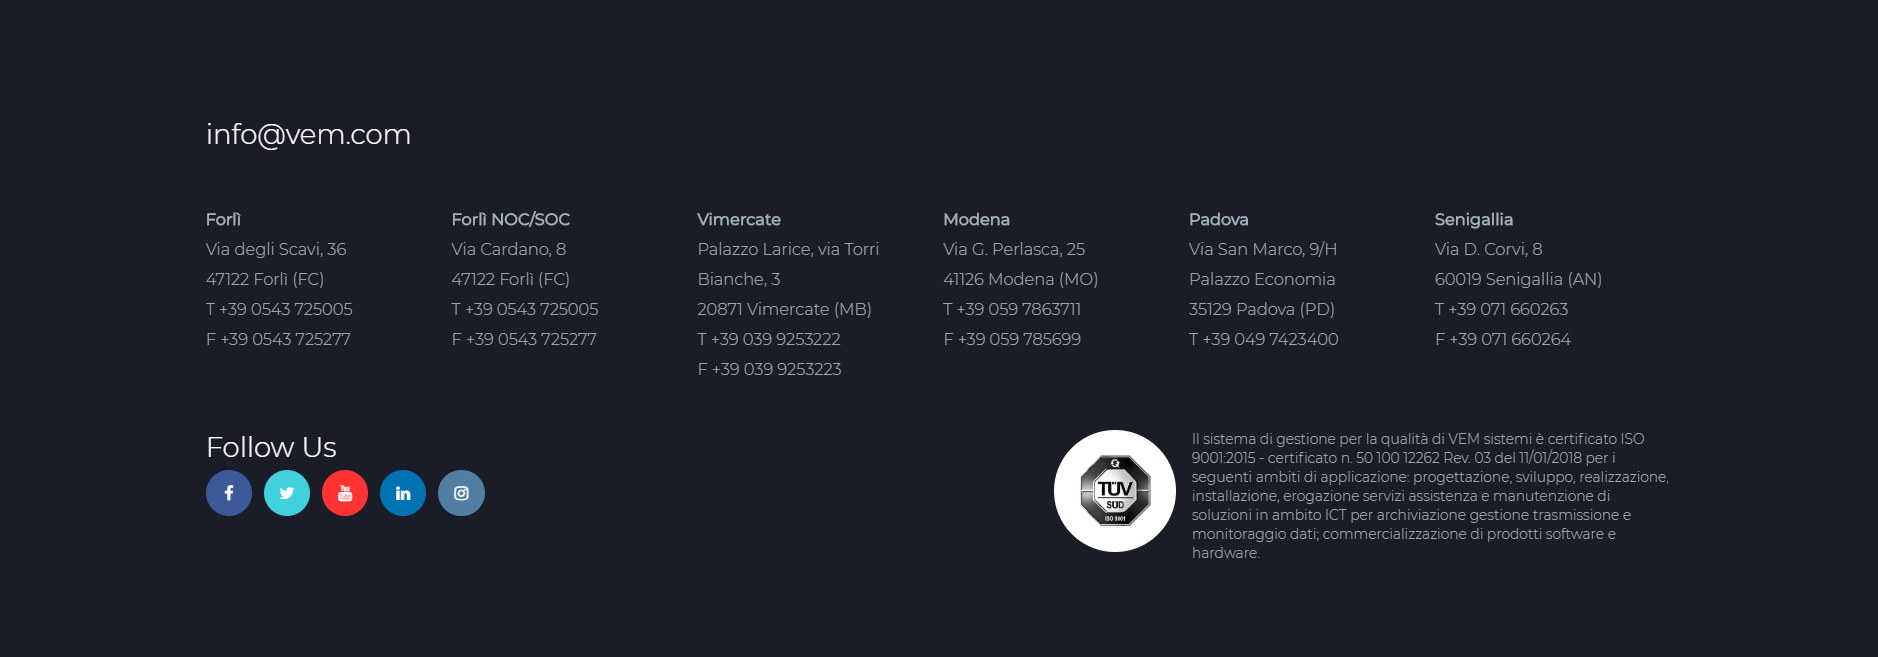 info@vem.com
Forlì
Via degli Scavi, 36
47122 Forlì (FC)
T +39 0543 725005
F +39 0543 725277
Forlì NOC/SOC
Via Cardano, 8
47122 Forlì (FC)
T +39 0543 725005
F +39 0543 725277
Vimercate
Palazzo Larice, via Torri
Bianche, 3
20871 Vimercate (MB)
T +39 039 9253222
F +39 039 9253223
Modena
Via G. Perlasca, 25
41126 Modena (MO)
T +39 059 7863711
F +39 059 785699
Padova
Via San Marco, 9/H
Palazzo Economia
35129 Padova (PD)
T +39 049 7423400
Senigallia
Via D. Corvi, 8
60019 Senigallia (AN)
T +39 071 660263
F +39 071 660264
Follow Us
You
Tube
in
TÜV
SÜD
ISO 9001
Il sistema di gestione per la qualità di VEM sistemi è certificato ISO
9001:2015 - certificato n. 50 100 12262 Rev. 03 del 11/01/2018 per i
seguenti ambiti di applicazione: progettazione, sviluppo, realizzazione,
installazione, erogazione servizi assistenza e manutenzione di
soluzioni in ambito ICT per archiviazione gestione trasmissione e
monitoraggio dati; commercializzazione di prodotti software e
hardware.